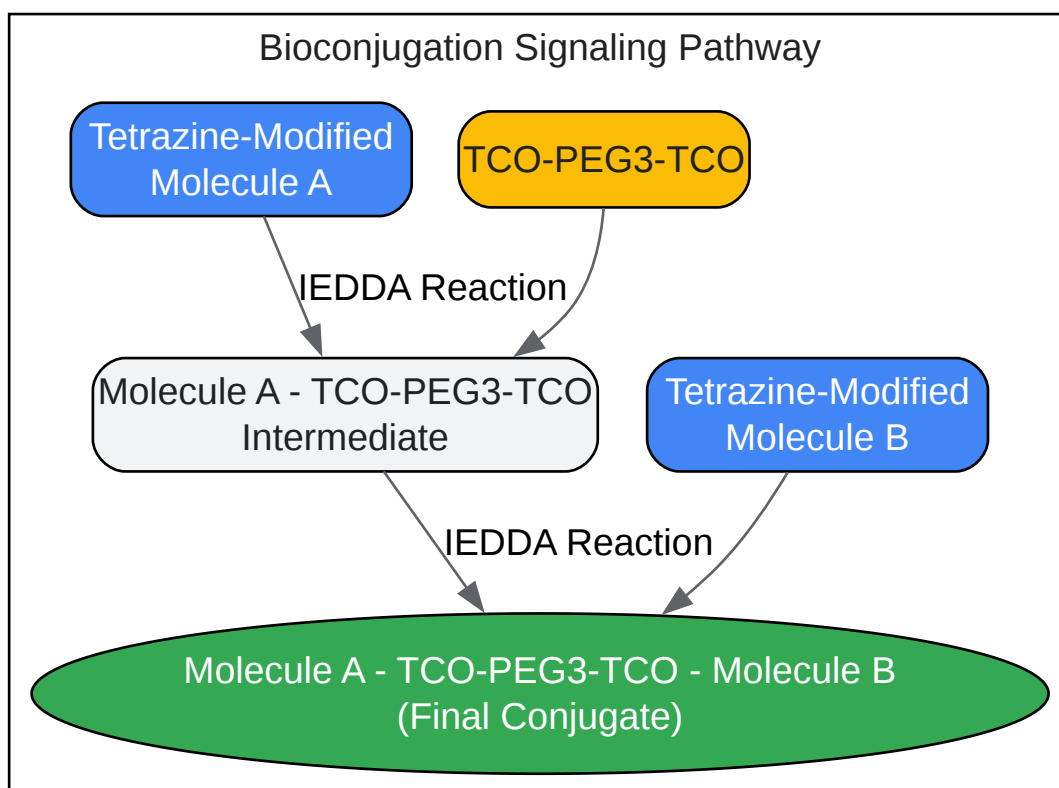 Bioconjugation Signaling Pathway
Tetrazine-Modified
Molecule A
TCO-PEG3-TCO
IEDDA Reaction
Molecule A - TCO-PEG3-TCO
Intermediate
Tetrazine-Modified
Molecule B
IEDDA Reaction
Molecule A - TCO-PEG3-TCO - Molecule B
(Final Conjugate)